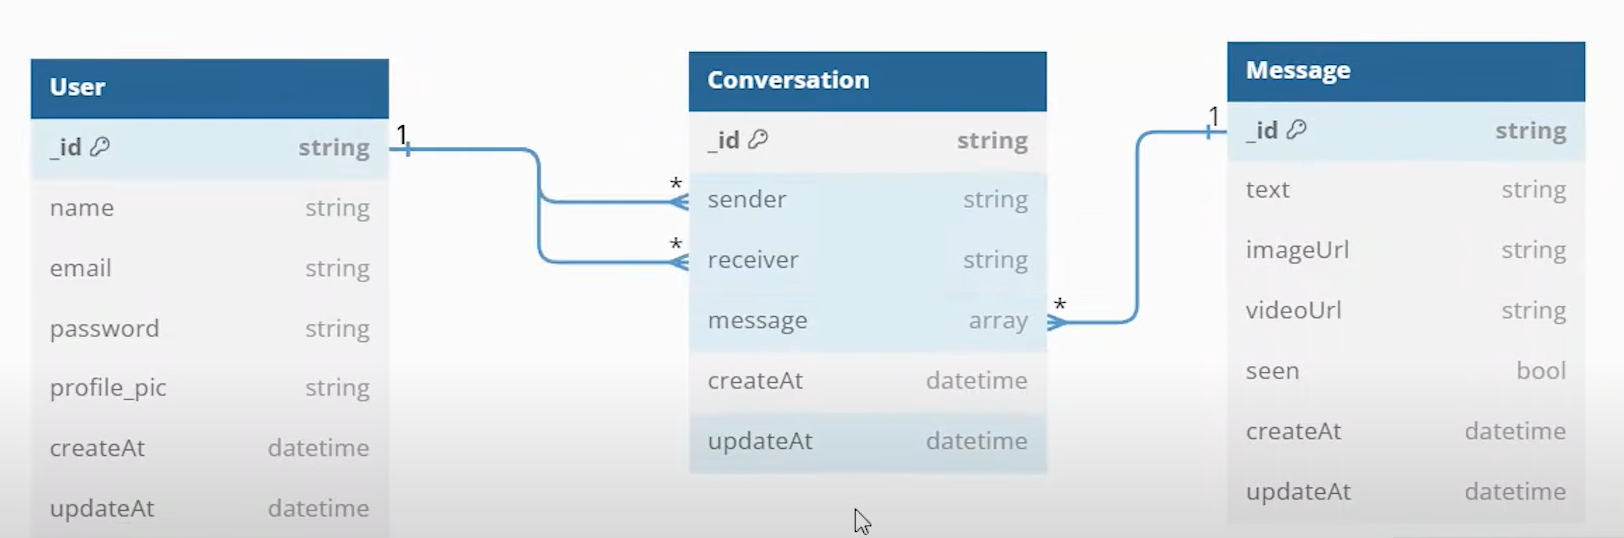 User
_id string
name string
email string
password string
profile_pic string
createAt datetime
updateAt datetime
1
*
*
Conversation
_id string
sender string
receiver string
message array
createAt datetime
updateAt datetime
*
1
Message
_id string
text string
imageUrl string
videoUrl string
seen bool
createAt datetime
updateAt datetime